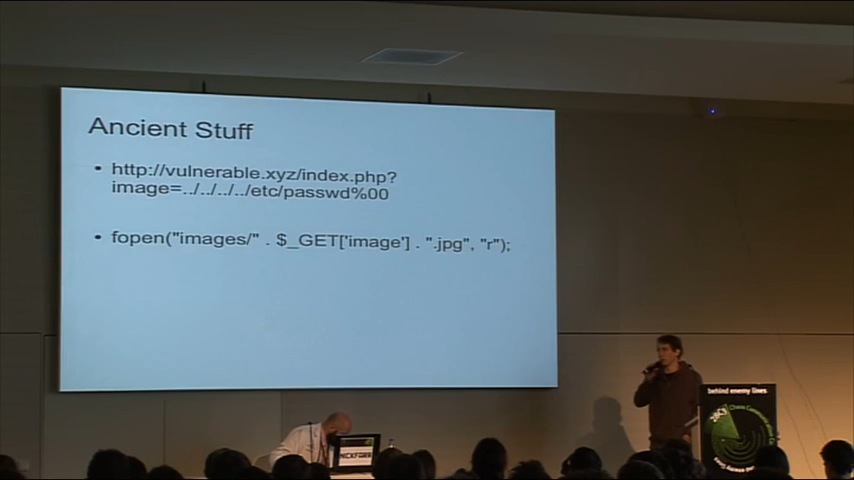 Ancient Stuff
• http://vulnerable.xyz/index.php?
image=../../../../etc/passwd%00
• fopen("images/" . $_GET['image'] . ".jpg", "r");
behind enemy lines
NICKFARR